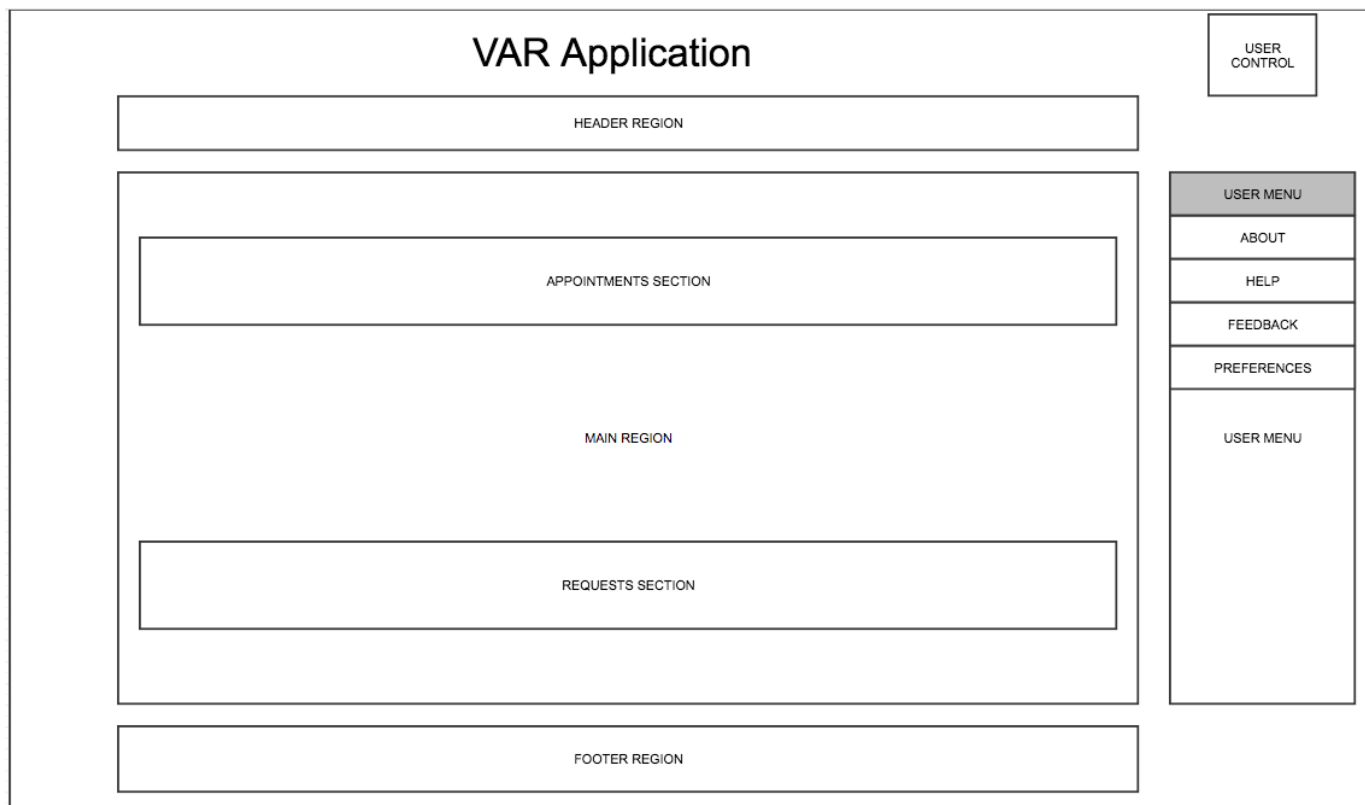 VAR Application
USER
CONTROL
HEADER REGION
USER MENU
ABOUT
APPOINTMENTS SECTION
HELP
FEEDBACK
PREFERENCES
MAIN REGION
USER MENU
REQUESTS SECTION
FOOTER REGION